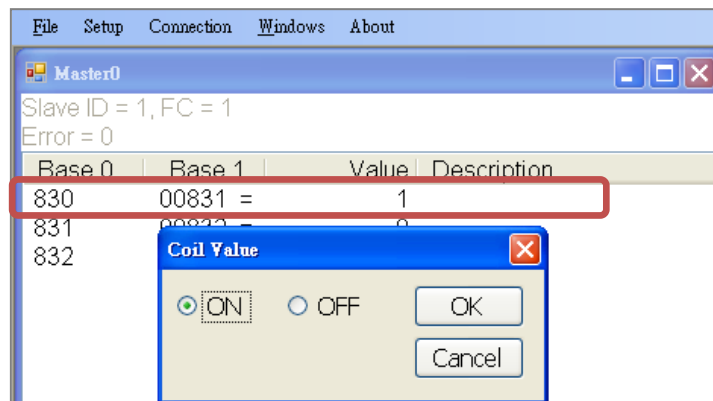 File Setup Connection Windows About
Master0
Slave ID = 1, FC = 1
Error = 0
Base 0 Base 1 Value Description
830 00831 = 1
831
832
Coil Value
ON OFF OK
Cancel